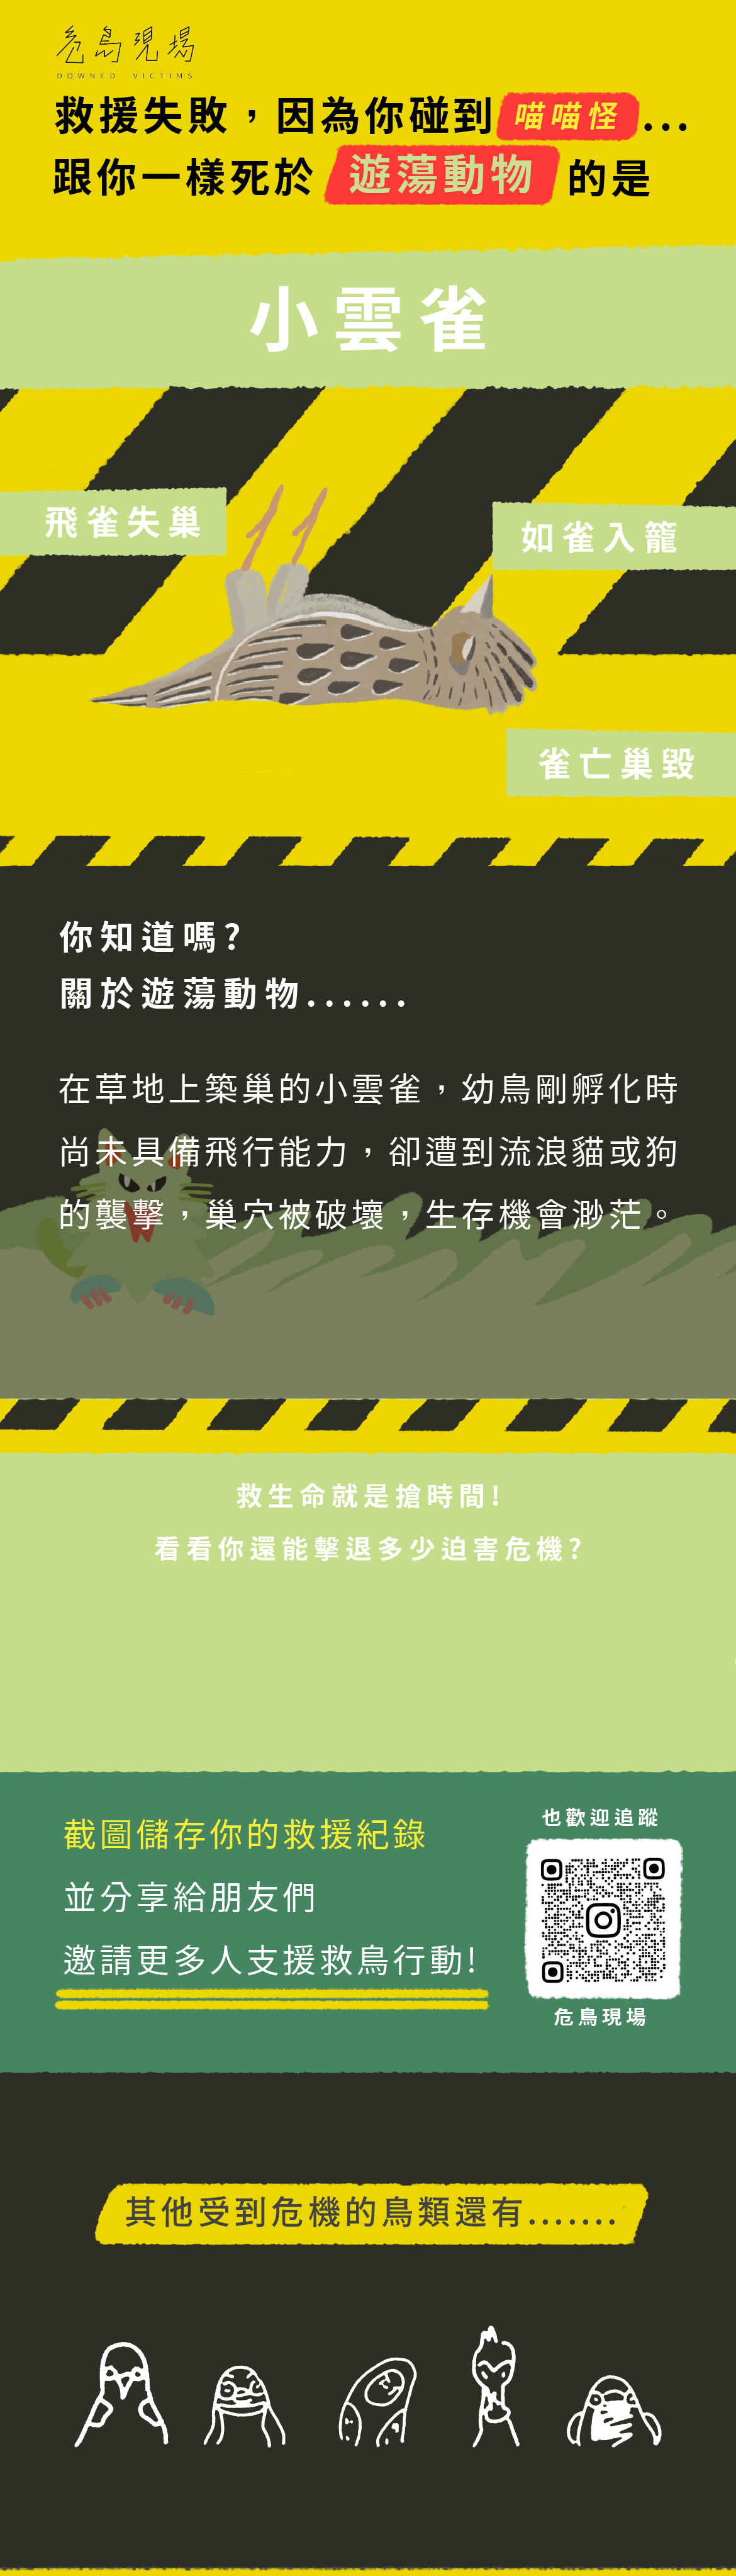 危鳥現場
DOWNED VICTIMS
救援失敗，因為你碰到 喵喵怪 ...
跟你一樣死於 遊蕩動物 的是
小雲雀
飛雀失巢
如雀入籠
雀亡巢毀
你知道嗎?
關於遊蕩動物......
在草地上築巢的小雲雀，幼鳥剛孵化時
尚未具備飛行能力，卻遭到流浪貓或狗
的襲擊，巢穴被破壞，生存機會渺茫。
救生命就是搶時間!
看看你還能擊退多少迫害危機?
截圖儲存你的救援紀錄
並分享給朋友們
邀請更多人支援救鳥行動!
也歡迎追蹤
危鳥現場
其他受到危機的鳥類還有.......